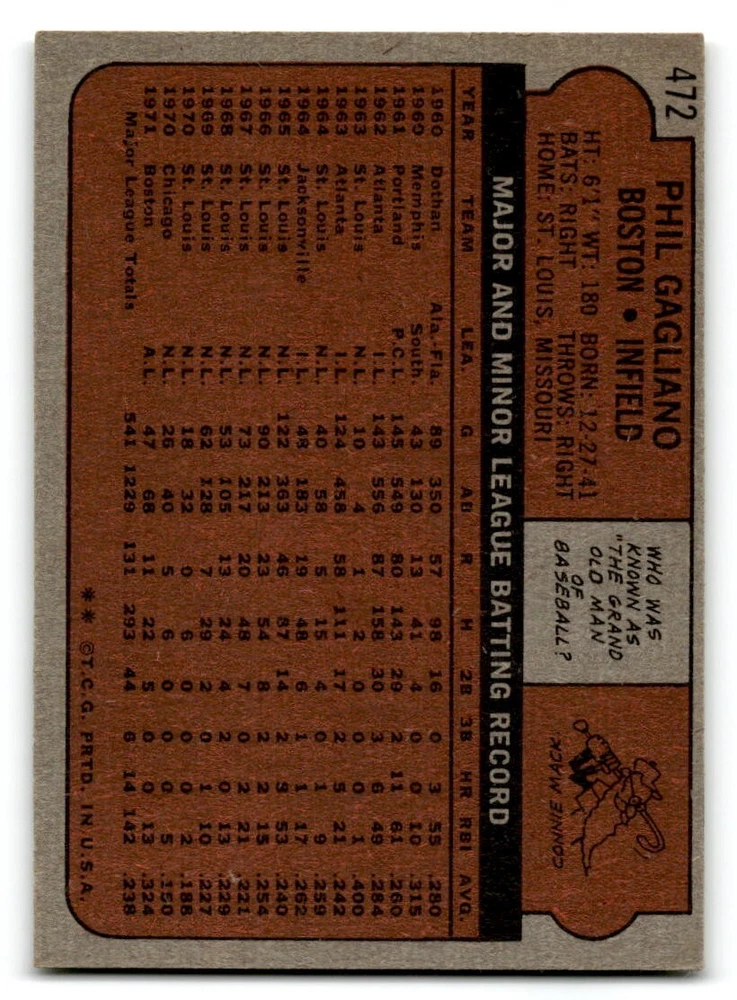 472
PHIL GAGLIANO
BOSTON • INFIELD
HT: 6'1" WT: 180 BORN: 12-27-41
BATS: RIGHT THROWS: RIGHT
HOME: ST. LOUIS, MISSOURI
WHO WAS
KNOWN AS
"THE GRAND
OLD MAN
OF
BASEBALL?
CONNIE MACK.
MAJOR AND MINOR LEAGUE BATTING RECORD
YEAR TEAM LEA. G AB R H 2B 3B HR RBI AVG.
1960 Dothan Ala.-Fla. 89 350 57 98 16 0 3 55 .280
1960 Memphis South. 43 130 13 41 4 0 0 10 .315
1961 Portland P.C.L. 145 549 80 143 29 2 11 61 .260
1962 Atlanta I.L. 143 556 87 158 30 3 6 49 .284
1963 St. Louis N.L. 10 4 1 2 0 0 0 1 .400
1963 Atlanta I.L. 124 458 58 111 17 2 5 21 .242
1964 St. Louis N.L. 40 58 5 15 4 0 1 9 .259
1964 Jacksonville I.L. 48 183 19 48 6 1 1 17 .262
1965 St. Louis N.L. 122 363 46 87 14 2 8 53 .240
1966 St. Louis N.L. 90 213 23 54 8 2 2 15 .254
1967 St. Louis N.L. 73 217 20 48 7 0 2 21 .221
1968 St. Louis N.L. 53 105 13 24 4 2 0 13 .229
1969 St. Louis N.L. 62 128 7 29 2 0 1 10 .227
1970 St. Louis N.L. 18 32 0 6 0 0 0 2 .188
1970 Chicago N.L. 26 40 5 6 0 0 0 5 .150
1971 Boston A.L. 47 68 11 22 5 0 0 13 .324
Major League Totals 541 1229 131 293 44 6 14 142 .238
** ©T.C.G. PRTD. IN U.S.A.